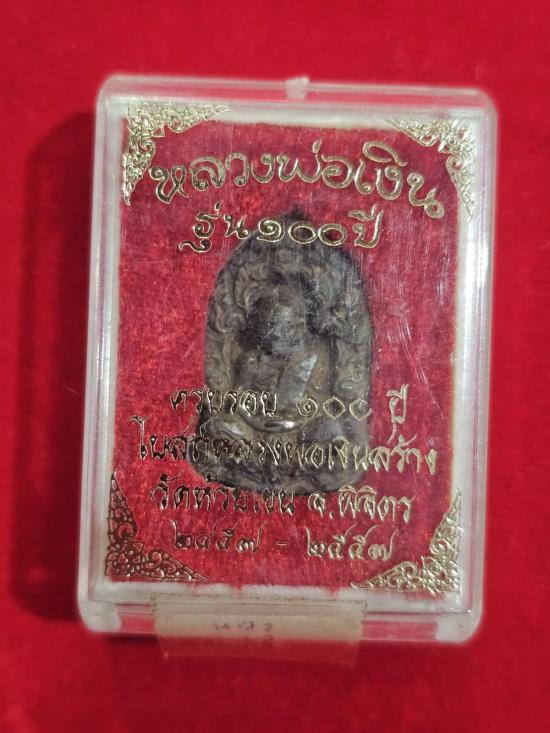 หลวงพ่อเงิน
รุ่น ๑๐๐ ปี
ครบรอบ ๑๐๐ ปี
โบสถ์หลวงพ่อเงินสร้าง
วัดห้วยเขน จ.พิจิตร
๒๔๕๗ - ๒๕๕๗